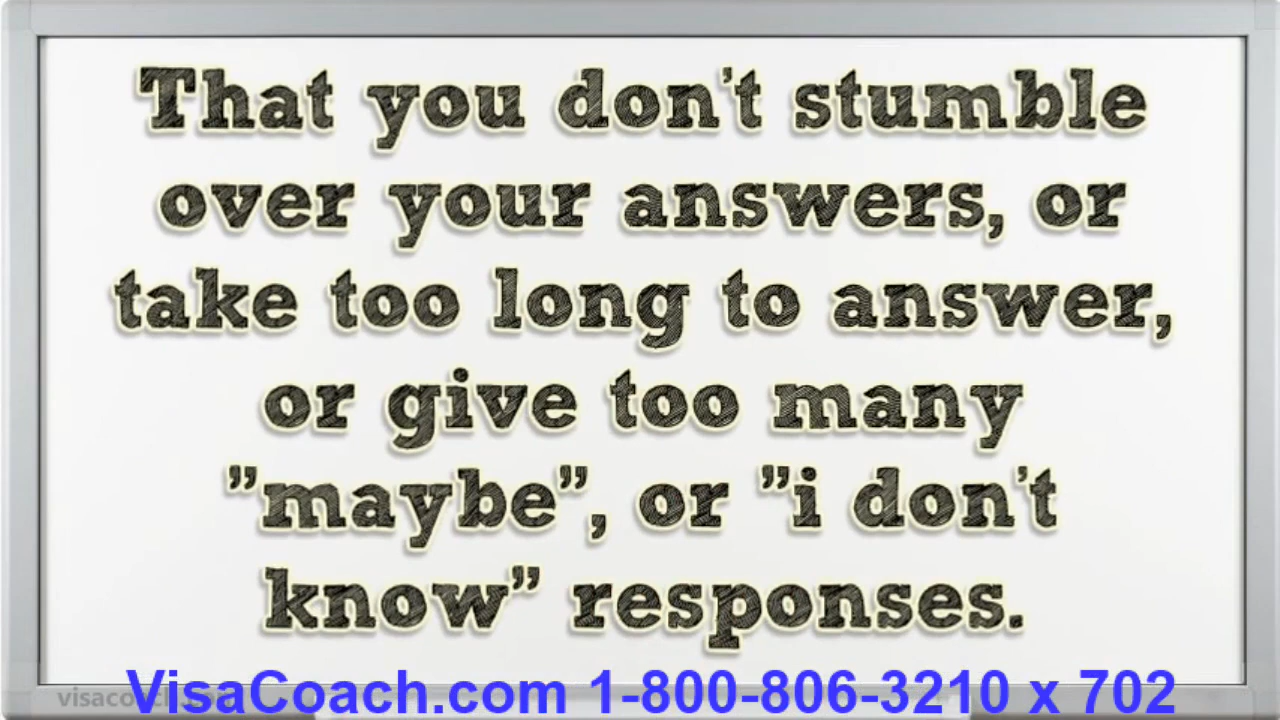 That you don't stumble
over your answers, or
take too long to answer,
or give too many
"maybe", or "i don't
know" responses.
VisaCoach.com 1-800-806-3210 x 702